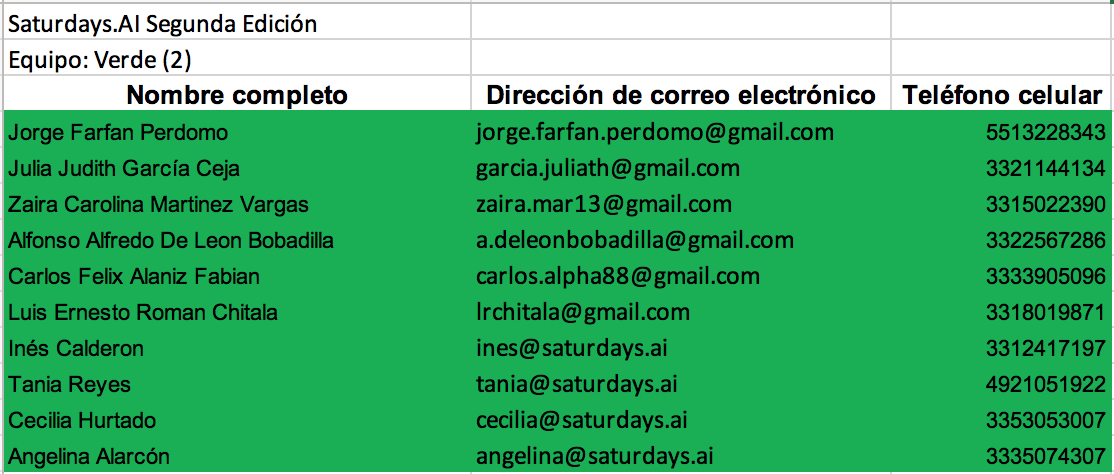 Saturdays.AI Segunda Edición
Equipo: Verde (2)
Nombre completo Dirección de correo electrónico Teléfono celular
Jorge Farfan Perdomo jorge.farfan.perdomo@gmail.com 5513228343
Julia Judith García Ceja garcia.juliath@gmail.com 3321144134
Zaira Carolina Martinez Vargas zaira.mar13@gmail.com 3315022390
Alfonso Alfredo De Leon Bobadilla a.deleonbobadilla@gmail.com 3322567286
Carlos Felix Alaniz Fabian carlos.alpha88@gmail.com 3333905096
Luis Ernesto Roman Chitala lrchitala@gmail.com 3318019871
Inés Calderon ines@saturdays.ai 3312417197
Tania Reyes tania@saturdays.ai 4921051922
Cecilia Hurtado cecilia@saturdays.ai 3353053007
Angelina Alarcón angelina@saturdays.ai 3335074307